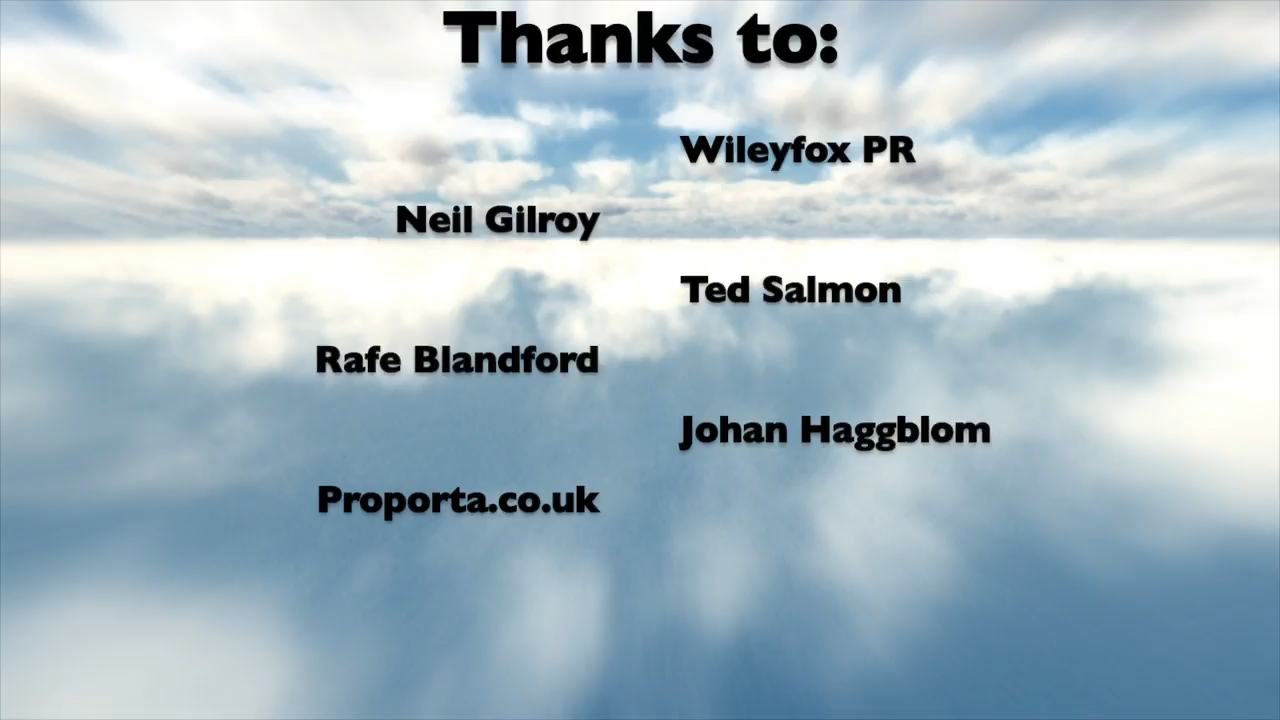 Thanks to:
Wileyfox PR
Neil Gilroy
Ted Salmon
Rafe Blandford
Johan Haggblom
Proporta.co.uk